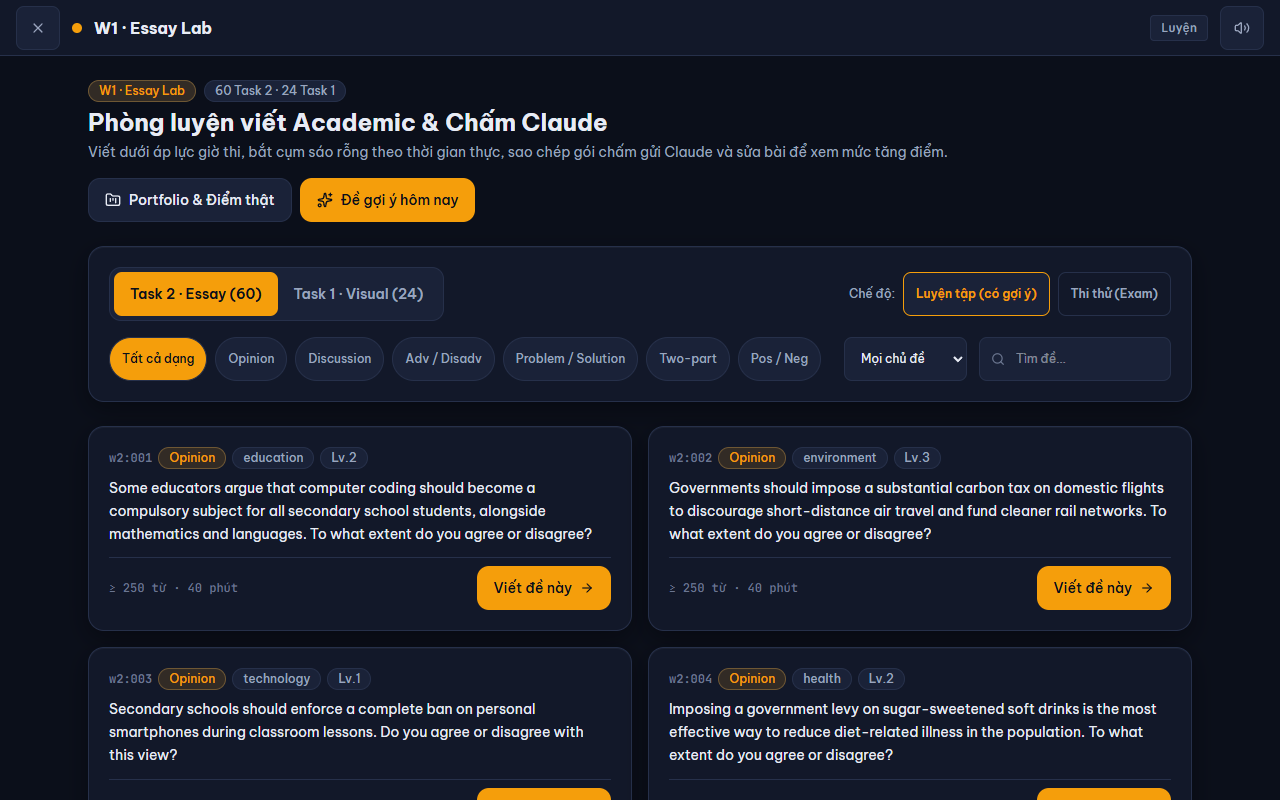 W1 · Essay Lab
Luyện
W1 · Essay Lab
60 Task 2 · 24 Task 1
Phòng luyện viết Academic & Chấm Claude
Viết dưới áp lực giờ thi, bắt cụm sáo rỗng theo thời gian thực, sao chép gói chấm gửi Claude và sửa bài để xem mức tăng điểm.
Portfolio & Điểm thật
Đề gợi ý hôm nay
Task 2 · Essay (60)
Task 1 · Visual (24)
Chế độ:
Luyện tập (có gợi ý)
Thi thử (Exam)
Tất cả dạng
Opinion
Discussion
Adv / Disadv
Problem / Solution
Two-part
Pos / Neg
Mọi chủ đề
Tìm đề...
w2:001
Opinion
education
Lv.2
Some educators argue that computer coding should become a
compulsory subject for all secondary school students, alongside
mathematics and languages. To what extent do you agree or disagree?
≥ 250 từ · 40 phút
Viết đề này →
w2:002
Opinion
environment
Lv.3
Governments should impose a substantial carbon tax on domestic flights
to discourage short-distance air travel and fund cleaner rail networks. To
what extent do you agree or disagree?
≥ 250 từ · 40 phút
Viết đề này →
w2:003
Opinion
technology
Lv.1
Secondary schools should enforce a complete ban on personal
smartphones during classroom lessons. Do you agree or disagree with
this view?
w2:004
Opinion
health
Lv.2
Imposing a government levy on sugar-sweetened soft drinks is the most
effective way to reduce diet-related illness in the population. To what
extent do you agree or disagree?